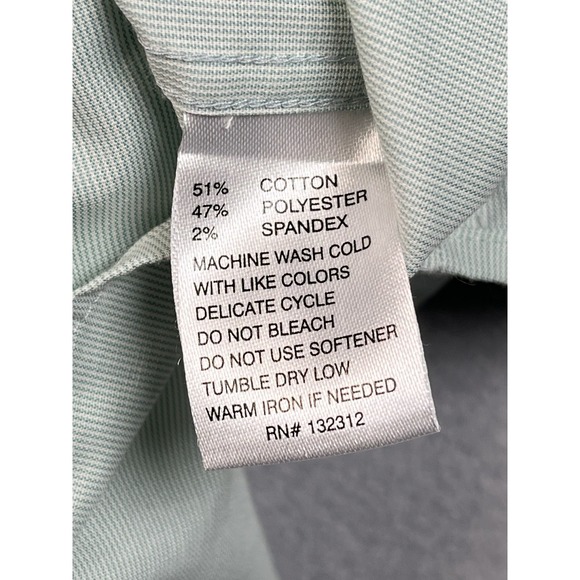 51% COTTON
47% POLYESTER
2% SPANDEX
MACHINE WASH COLD
WITH LIKE COLORS
DELICATE CYCLE
DO NOT BLEACH
DO NOT USE SOFTENER
TUMBLE DRY LOW
WARM IRON IF NEEDED
RN# 132312